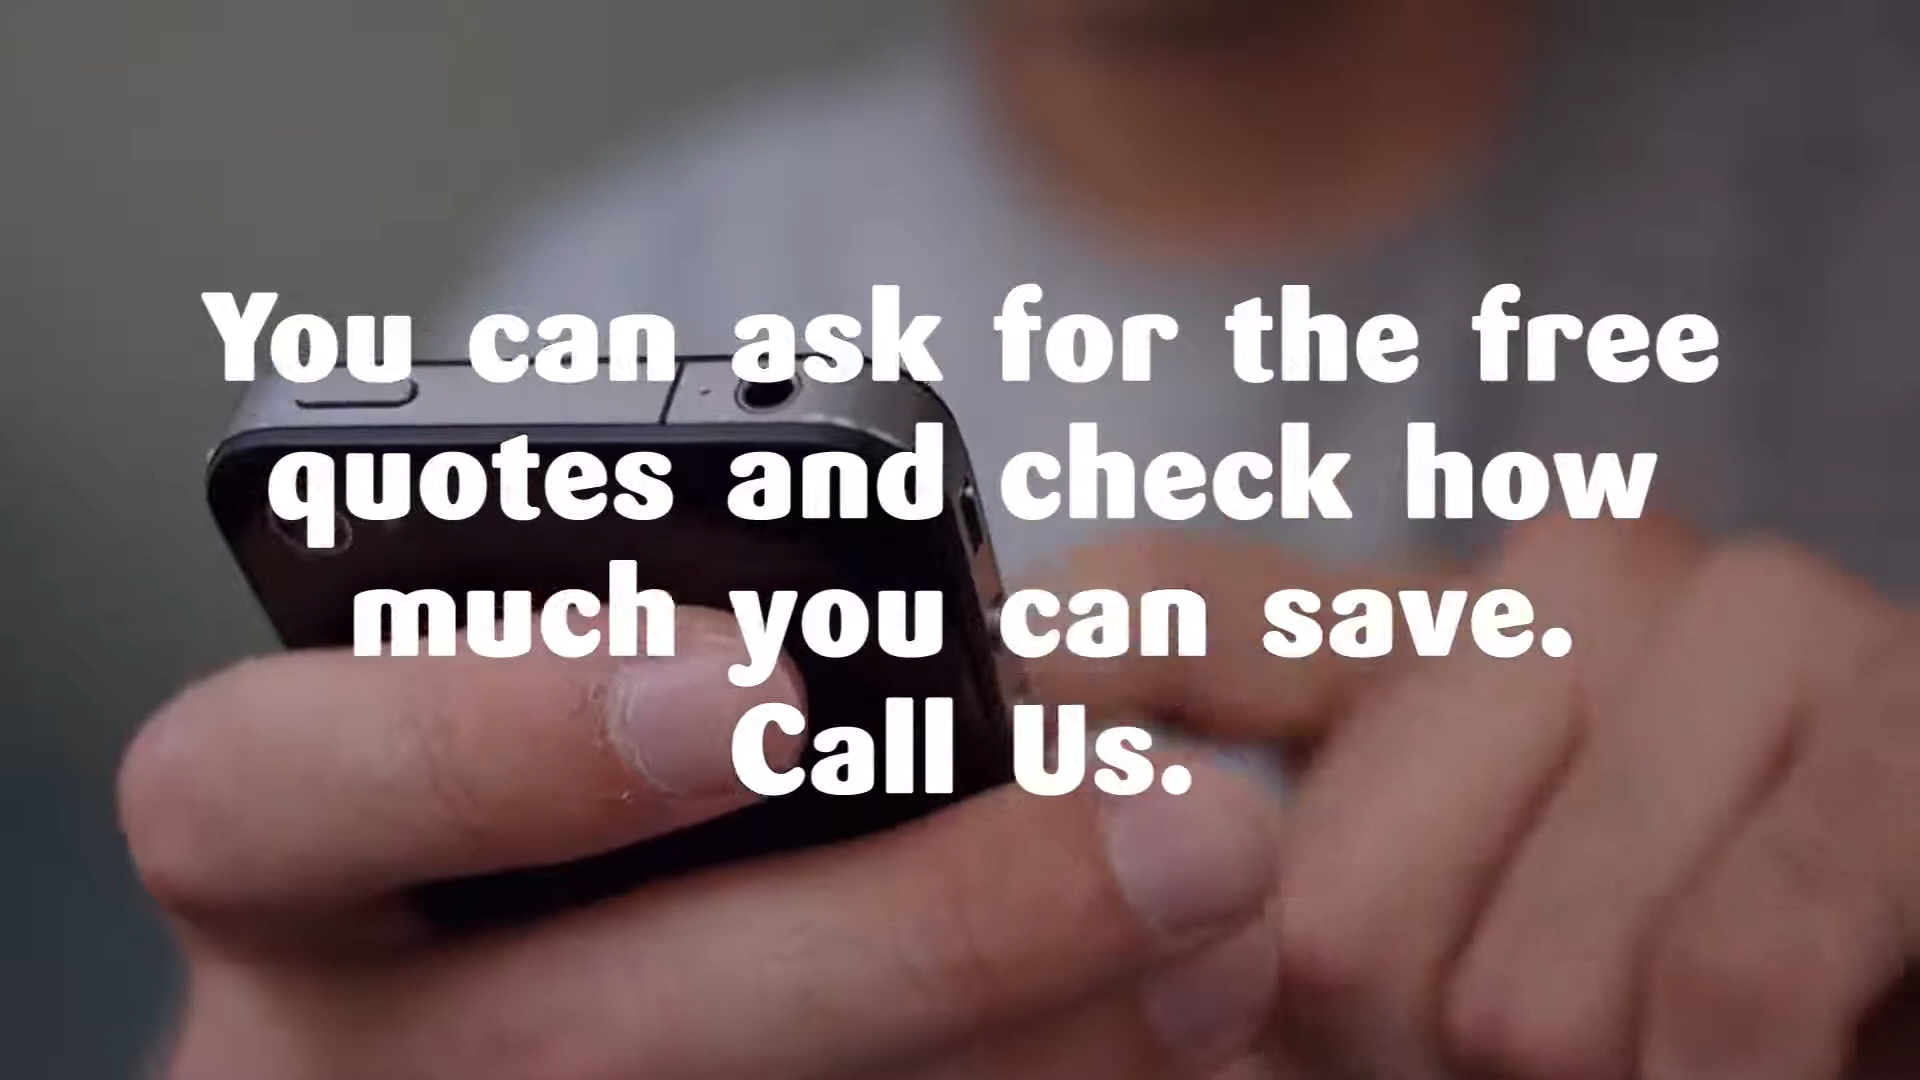 You can ask for the free
quotes and check how
much you can save.
Call Us.